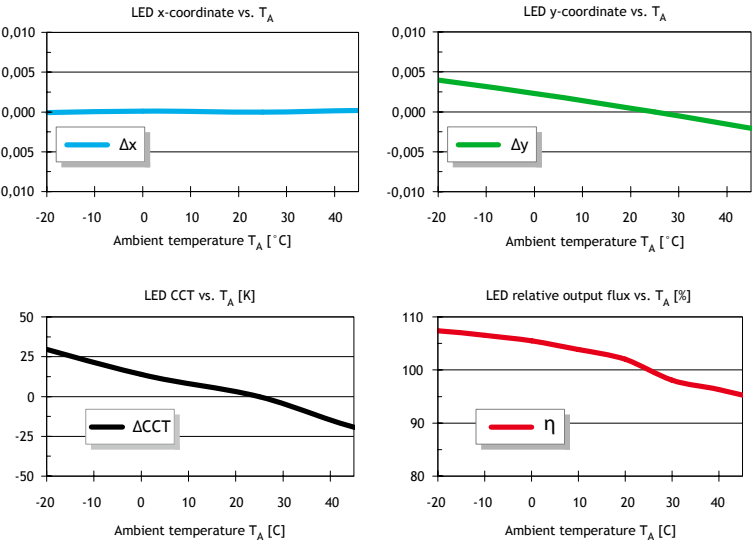 LED x-coordinate vs. TA
0,010
0,005
0,000
-0,005
-0,010
Δx
-20 -10 0 10 20 30 40
Ambient temperature TA [°C]
LED y-coordinate vs. TA
0,010
0,005
0,000
-0,005
-0,010
Δy
-20 -10 0 10 20 30 40
Ambient temperature TA [°C]
LED CCT vs. TA [K]
50
25
0
-25
-50
ΔCCT
-20 -10 0 10 20 30 40
Ambient temperature TA [C]
LED relative output flux vs. TA [%]
110
100
90
80
η
-20 -10 0 10 20 30 40
Ambient temperature TA [C]